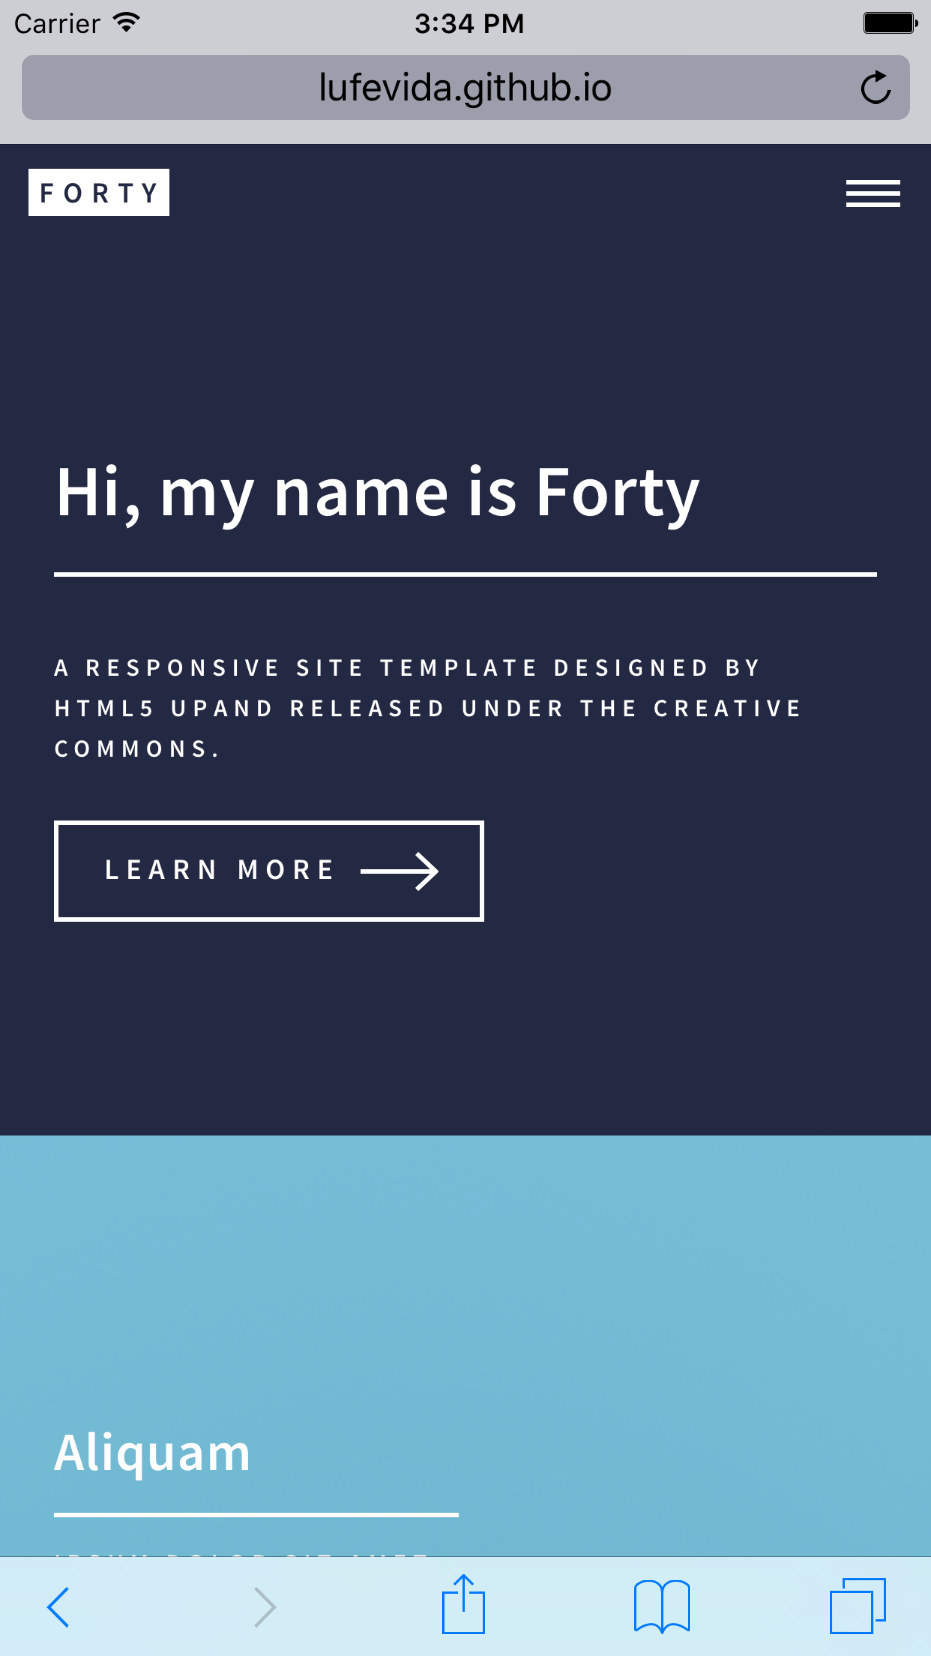 Carrier 3:34 PM
lufevida.github.io
FORTY
Hi, my name is Forty
A RESPONSIVE SITE TEMPLATE DESIGNED BY
HTML5 UPAND RELEASED UNDER THE CREATIVE
COMMONS.
LEARN MORE
Aliquam